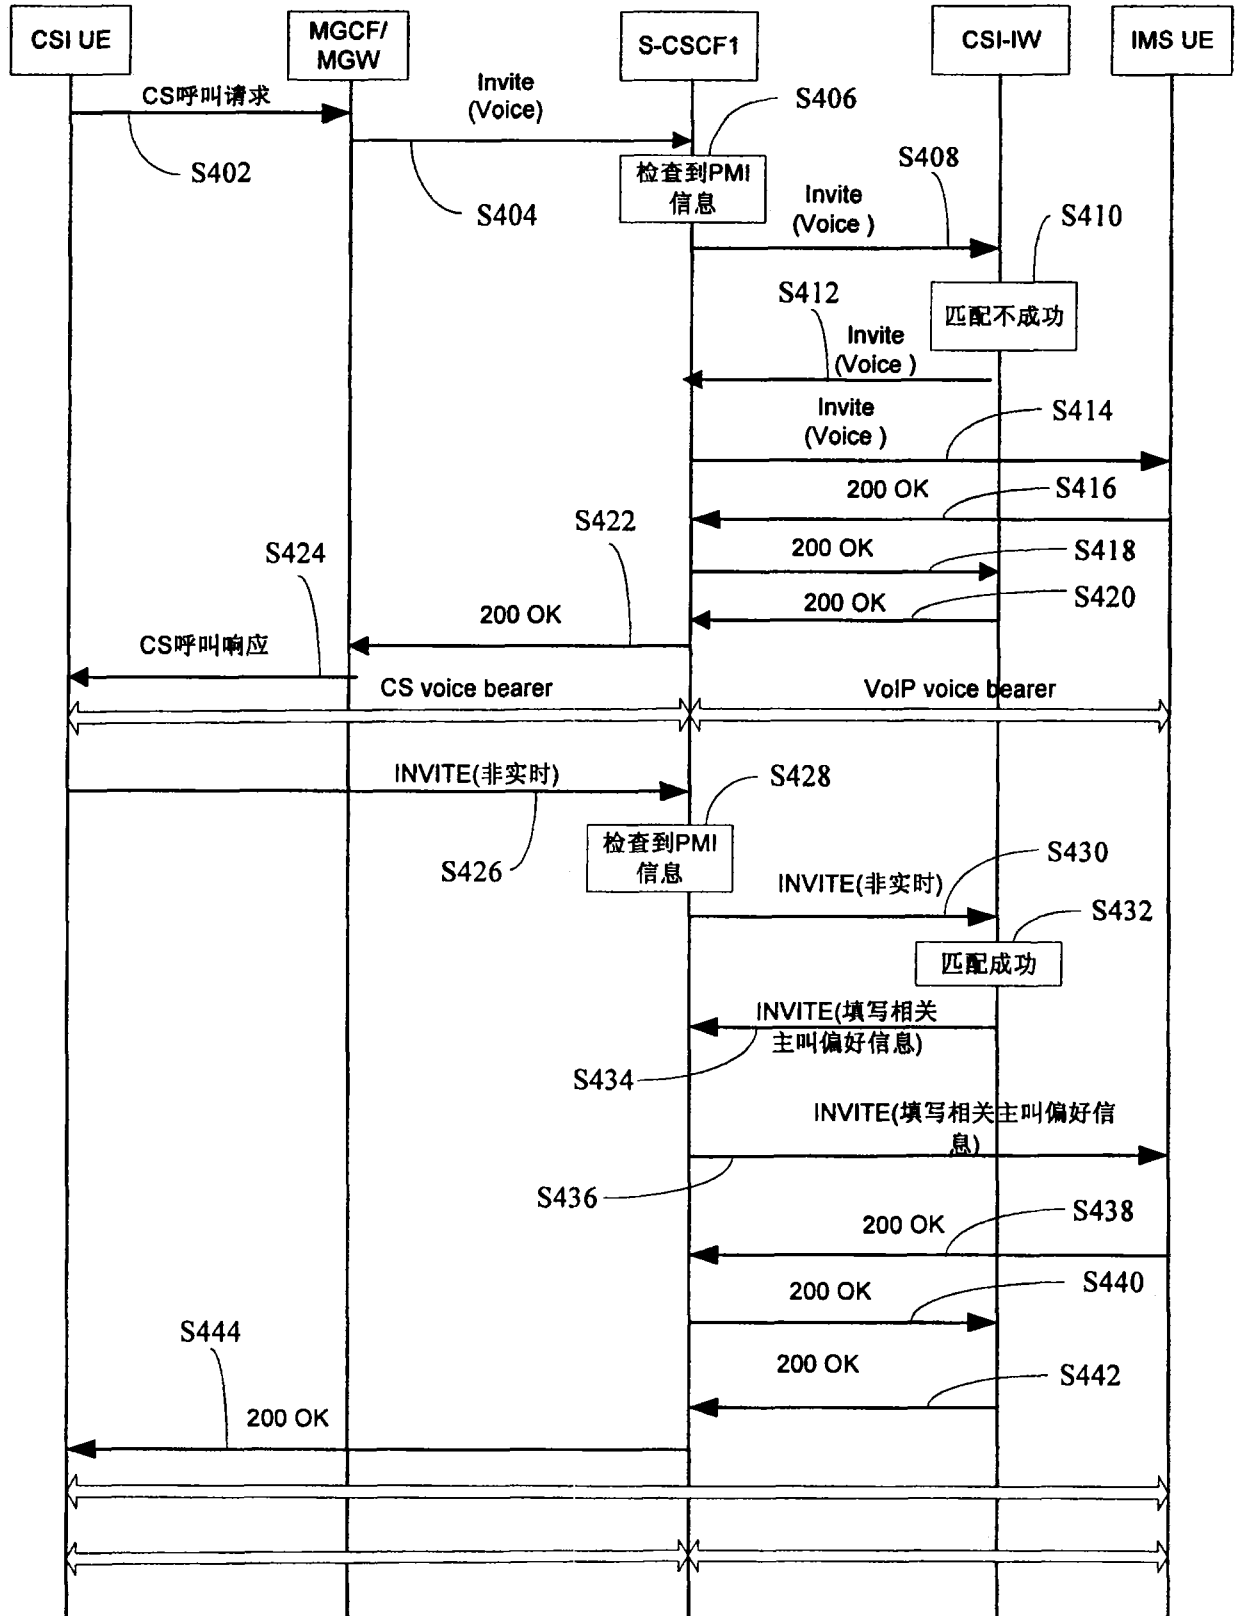 CSI UE
MGCF/
MGW
S-CSCF1
CSI-IW
IMS UE
CS呼叫请求
Invite
(Voice)
S406
S402
S404
检查到PMI
信息
S408
Invite
(Voice )
S410
S412
匹配不成功
Invite
(Voice )
Invite
(Voice )
S414
200 OK
S416
S422
200 OK
S418
S424
200 OK
S420
200 OK
CS呼叫响应
CS voice bearer
VoIP voice bearer
INVITE(非实时)
S428
S426
检查到PMI
信息
S430
INVITE(非实时)
S432
匹配成功
INVITE(填写相关
主叫偏好信息)
S434
INVITE(填写相关主叫偏好信
息)
S436
200 OK
S438
200 OK
S440
S444
200 OK
S442
200 OK